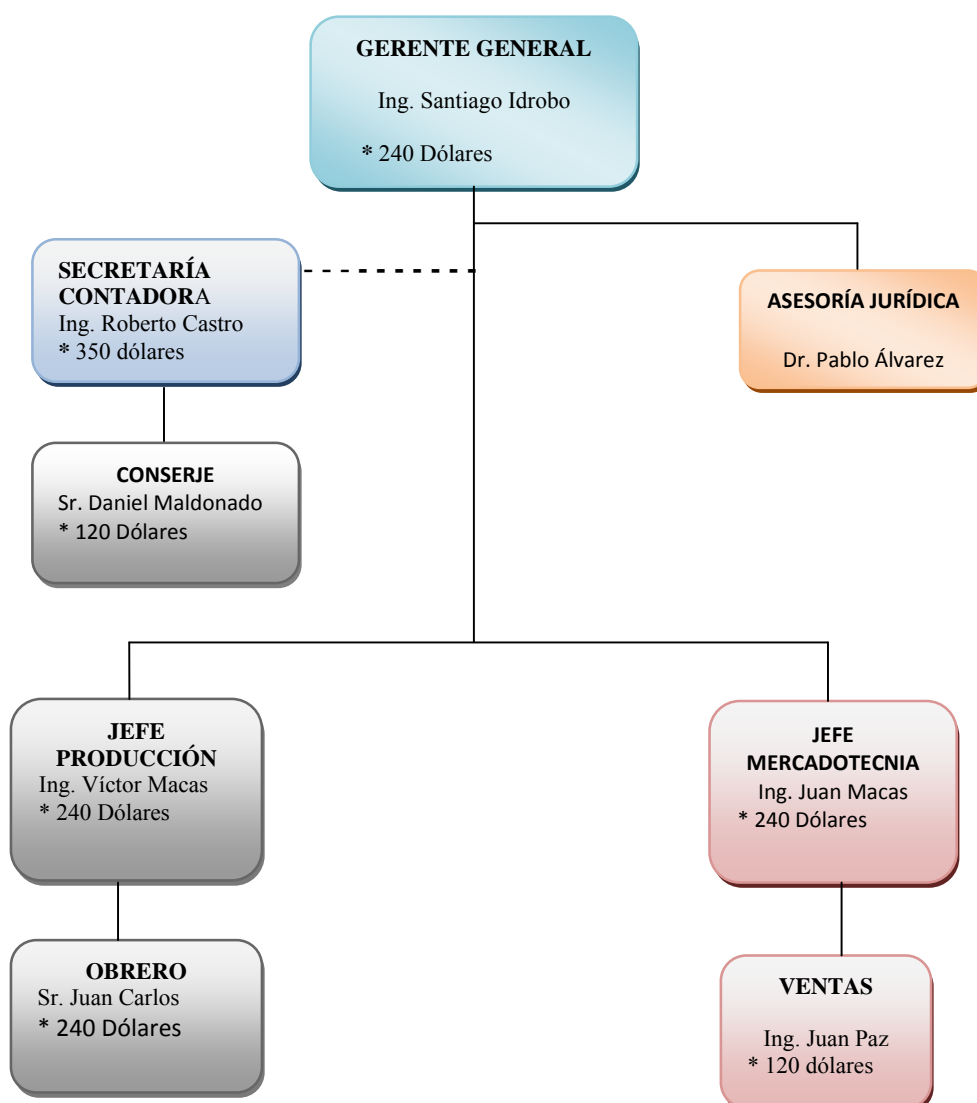 GERENTE GENERAL
Ing. Santiago Idrobo
* 240 Dólares
SECRETARÍA
CONTADORA
Ing. Roberto Castro
* 350 dólares
ASESORÍA JURÍDICA
Dr. Pablo Álvarez
CONSERJE
Sr. Daniel Maldonado
* 120 Dólares
JEFE
PRODUCCIÓN
Ing. Víctor Macas
* 240 Dólares
JEFE
MERCADOTECNIA
Ing. Juan Macas
* 240 Dólares
OBRERO
Sr. Juan Carlos
* 240 Dólares
VENTAS
Ing. Juan Paz
* 120 dólares